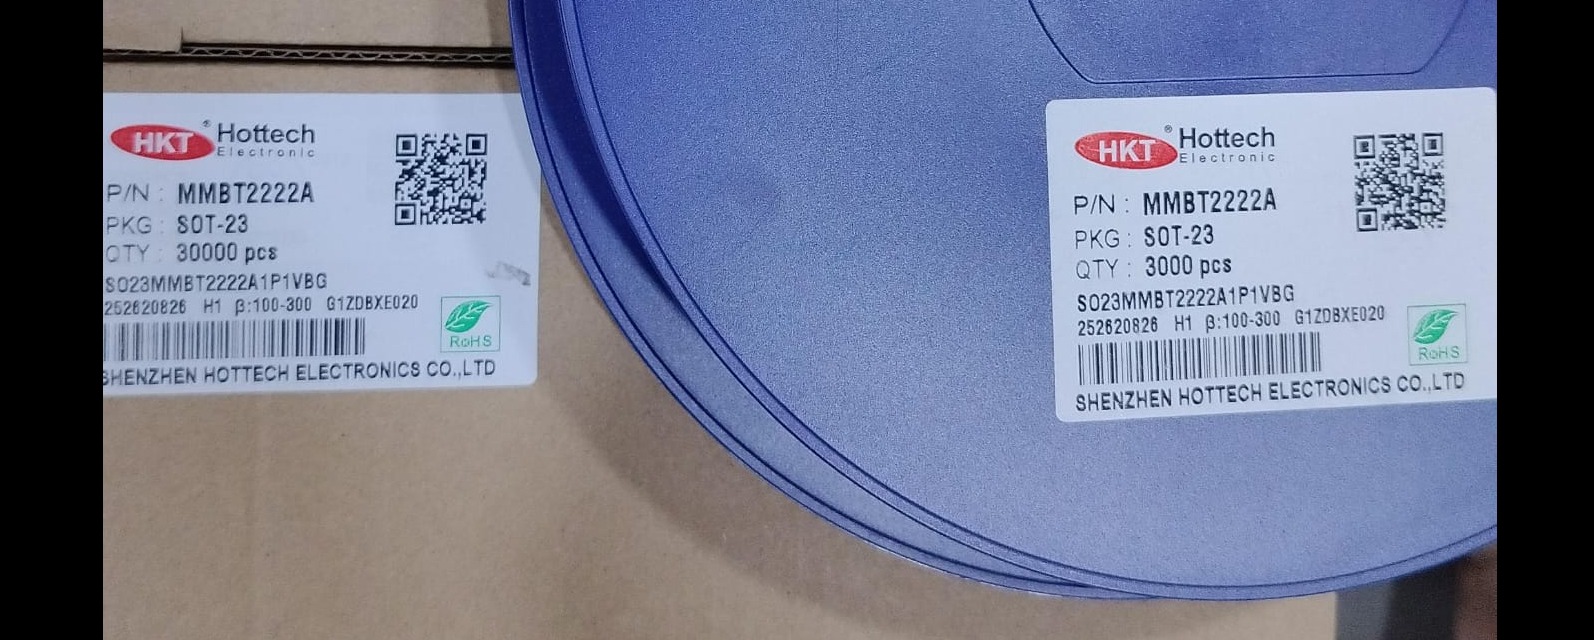 HKT ® Hottech
Electronic
P/N : MMBT2222A
PKG : SOT-23
QTY : 30000 pcs
SO23MMBT2222A1P1VBG
252620826 H1 β:100-300 G1ZDBXE020
RoHS
SHENZHEN HOTTECH ELECTRONICS CO.,LTD
HKT ® Hottech
Electronic
P/N : MMBT2222A
PKG : SOT-23
QTY : 3000 pcs
SO23MMBT2222A1P1VBG
252620826 H1 β:100-300 G1ZDBXE020
RoHS
SHENZHEN HOTTECH ELECTRONICS CO.,LTD